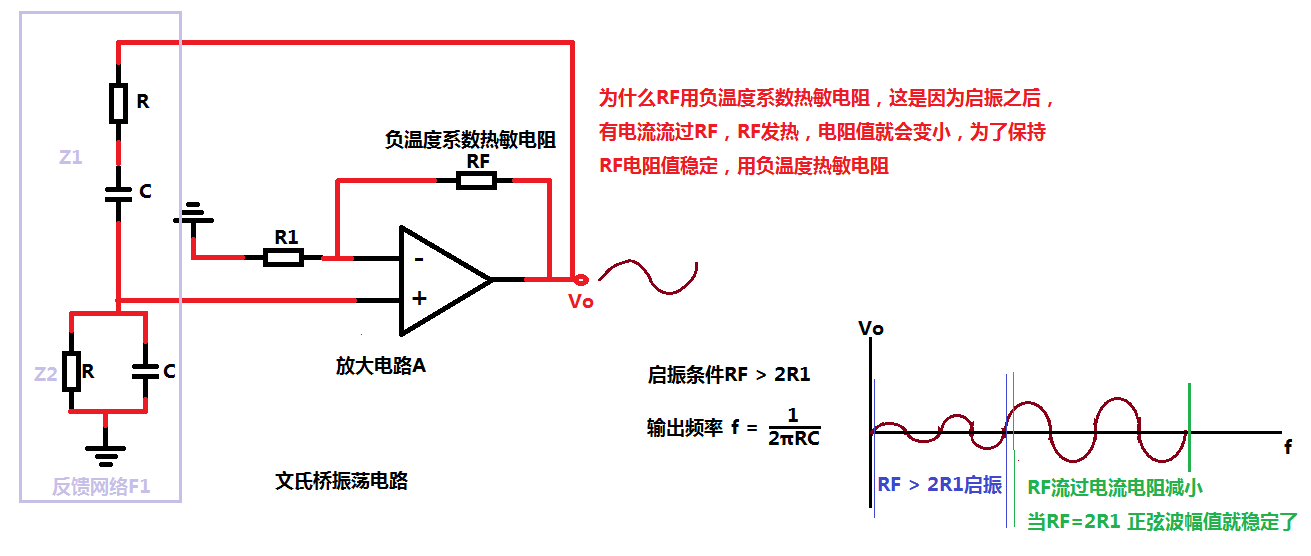 R
Z1
C
R
Z2
C
反馈网络F1
负温度系数热敏电阻
RF
R1
-
+
Vo
放大电路A
文氏桥振荡电路
为什么RF用负温度系数热敏电阻，这是因为启振之后，
有电流流过RF，RF发热，电阻值就会变小，为了保持
RF电阻值稳定，用负温度热敏电阻
启振条件RF > 2R1
输出频率 f = 1
2πRC
Vo
f
RF > 2R1启振
RF流过电流电阻减小
当RF=2R1 正弦波幅值就稳定了